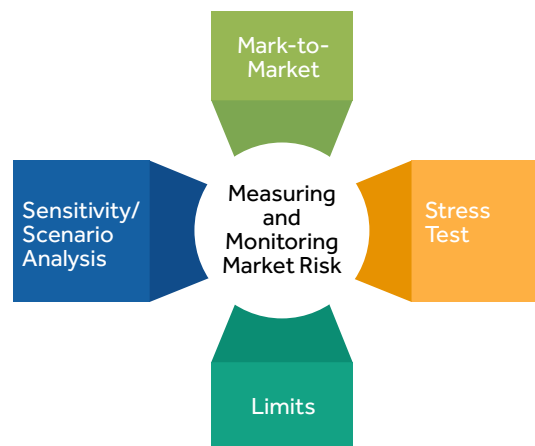 Mark-to-
Market
Sensitivity/
Scenario
Analysis
Measuring
and
Monitoring
Market Risk
Stress
Test
Limits